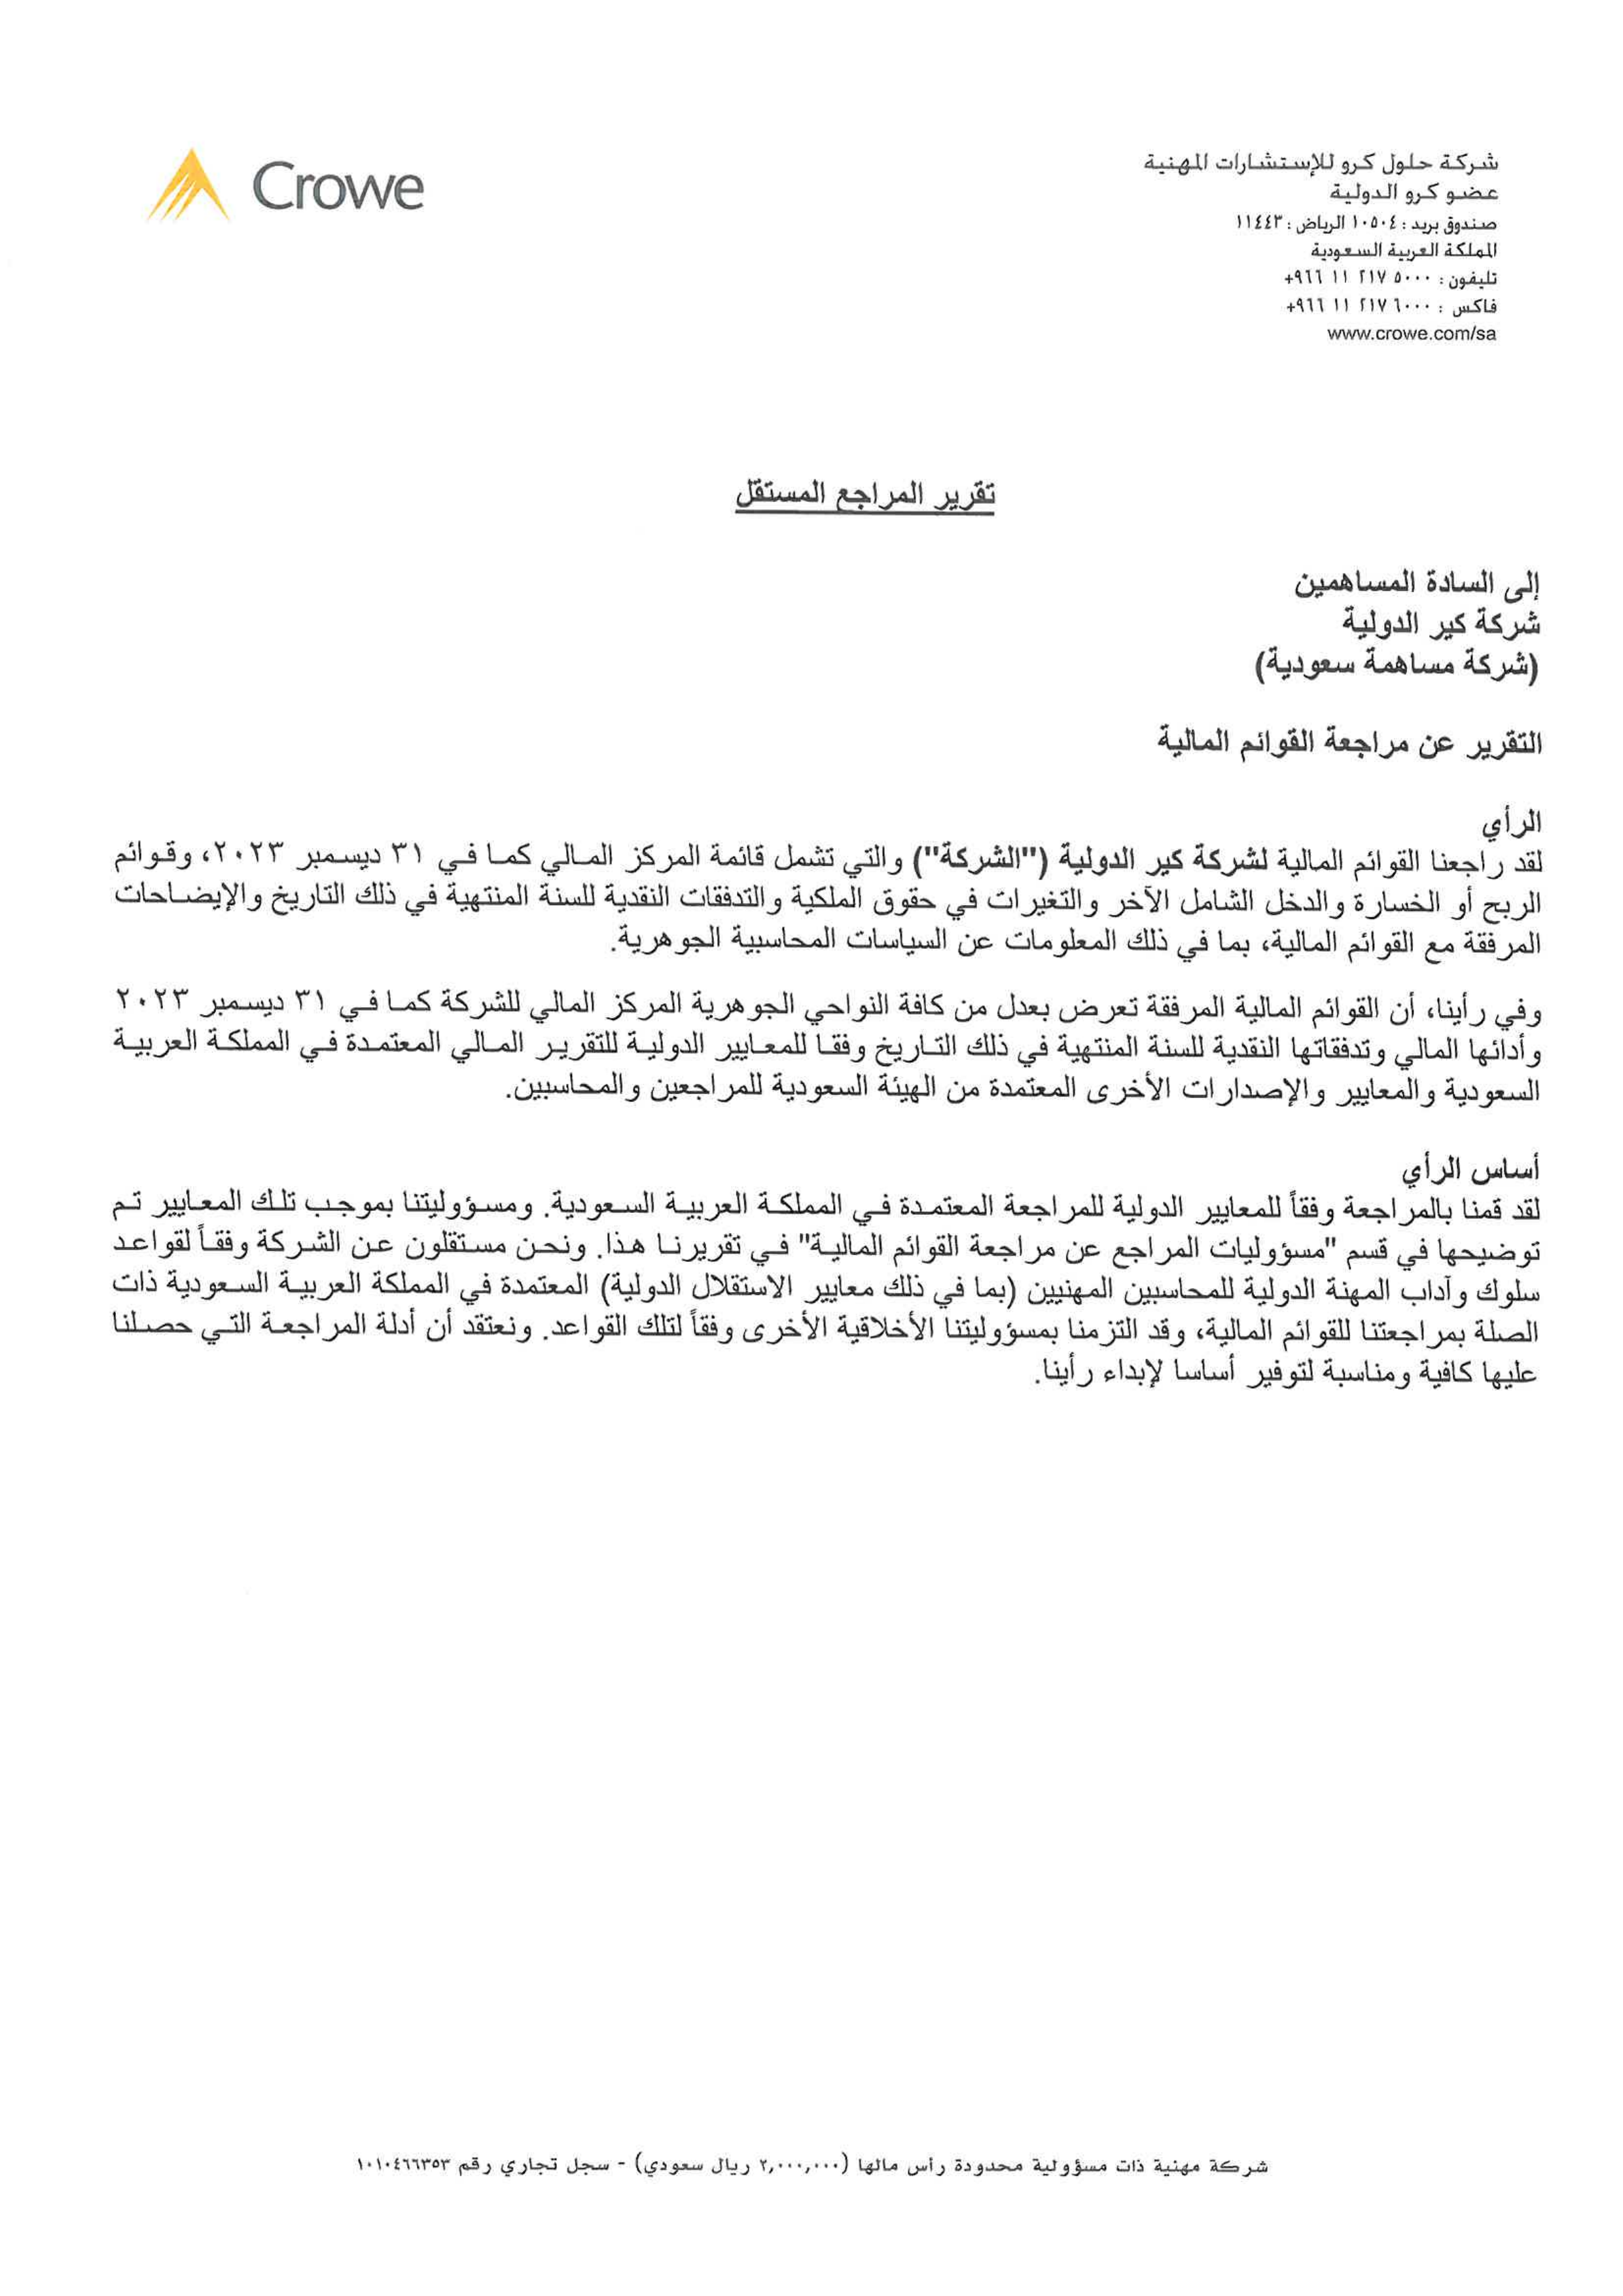 Crowe
شركة حلول كرو للإستشارات المهنية
عضو كرو الدولية
صندوق بريد : ١٠٥٠٤ الرياض : ١١٤٤٣
المملكة العربية السعودية
تليفون : ٥٠٠٠ ٢١٧ ١١ ٩٦٦+
فاكس : ٦٠٠٠ ٢١٧ ١١ ٩٦٦+
www.crowe.com/sa
تقرير المراجع المستقل
إلى السادة المساهمين
شركة كير الدولية
(شركة مساهمة سعودية)
التقرير عن مراجعة القوائم المالية
الرأي
لقد راجعنا القوائم المالية لشركة كير الدولية ("الشركة") والتي تشمل قائمة المركز المالي كما في ٣١ ديسمبر ٢٠٢٣، وقوائم
الربح أو الخسارة والدخل الشامل الآخر والتغيرات في حقوق الملكية والتدفقات النقدية للسنة المنتهية في ذلك التاريخ والإيضاحات
المرفقة مع القوائم المالية، بما في ذلك المعلومات عن السياسات المحاسبية الجوهرية.
وفي رأينا، أن القوائم المالية المرفقة تعرض بعدل من كافة النواحي الجوهرية المركز المالي للشركة كما في ٣١ ديسمبر ٢٠٢٣
وأدائها المالي وتدفقاتها النقدية للسنة المنتهية في ذلك التاريخ وفقا للمعايير الدولية للتقرير المالي المعتمدة في المملكة العربية
السعودية والمعايير والإصدارات الأخرى المعتمدة من الهيئة السعودية للمراجعين والمحاسبين.
أساس الرأي
لقد قمنا بالمراجعة وفقاً للمعايير الدولية للمراجعة المعتمدة في المملكة العربية السعودية. ومسؤوليتنا بموجب تلك المعايير تم
توضيحها في قسم "مسؤوليات المراجع عن مراجعة القوائم المالية" في تقريرنا هذا. ونحن مستقلون عن الشركة وفقاً لقواعد
سلوك وآداب المهنة الدولية للمحاسبين المهنيين (بما في ذلك معايير الاستقلال الدولية) المعتمدة في المملكة العربية السعودية ذات
الصلة بمراجعتنا للقوائم المالية، وقد التزمنا بمسؤوليتنا الأخلاقية الأخرى وفقاً لتلك القواعد. ونعتقد أن أدلة المراجعة التي حصلنا
عليها كافية ومناسبة لتوفير أساسا لإبداء رأينا.
شركة مهنية ذات مسؤولية محدودة رأس مالها (٢,٠٠٠,٠٠٠ ريال سعودي) - سجل تجاري رقم ١٠١٠٤٦٦٣٥٣